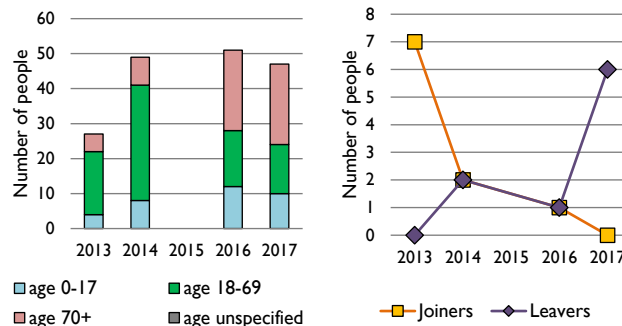 60
50
40
30
20
10
0
Number of people
2013 2014 2015 2016 2017
age 0-17 age 18-69
age 70+ age unspecified
8
7
6
5
4
3
2
1
0
Number of people
2013 2014 2015 2016 2017
Joiners Leavers